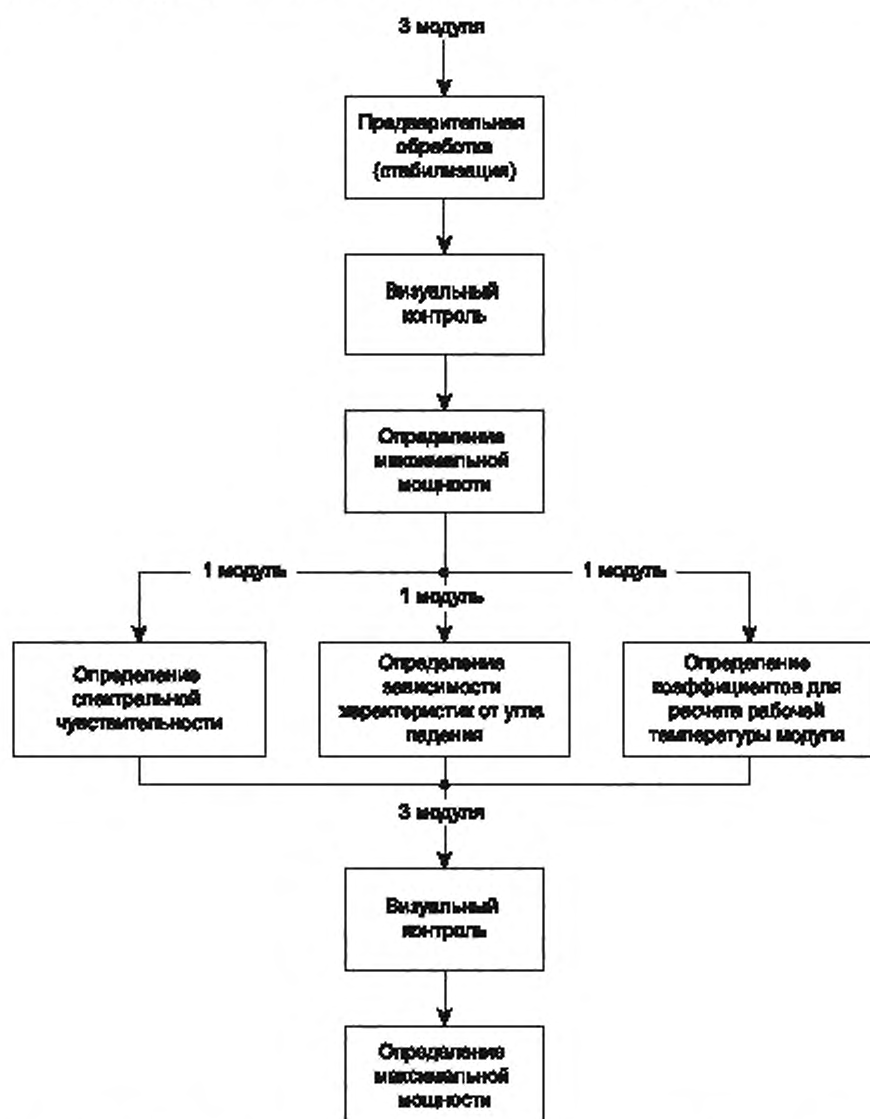 3 модуля
Предварительная
обработка
(стабилизация)
Визуальный
контроль
Определение
максимальной
мощности
1 модуль
1 модуль
1 модуль
Определение
спектральной
чувствительности
Определение
зависимости
характеристик от угла
падения
Определение
коэффициентов для
расчета рабочей
температуры модуля
3 модуля
Визуальный
контроль
Определение
максимальной
мощности